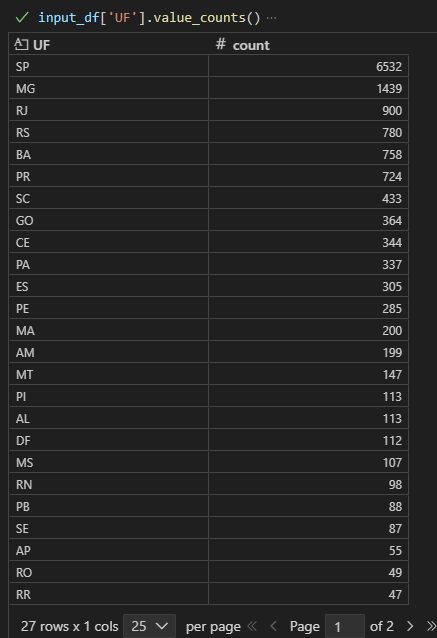 input_df['UF'].value_counts() ···
UF # count
SP 6532
MG 1439
RJ 900
RS 780
BA 758
PR 724
SC 433
GO 364
CE 344
PA 337
ES 305
PE 285
MA 200
AM 199
MT 147
PI 113
AL 113
DF 112
MS 107
RN 98
PB 88
SE 87
AP 55
RO 49
RR 47
27 rows x 1 cols 25 per page Page 1 of 2